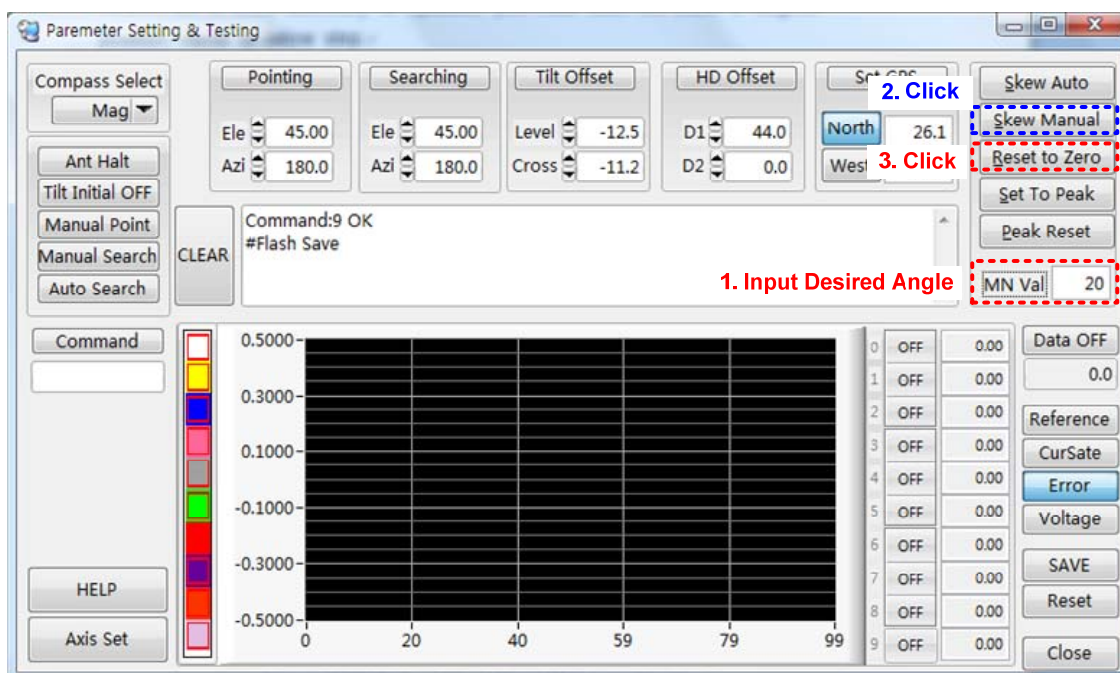 Paremeter Setting & Testing
Compass Select
Mag
Ant Halt
Tilt Initial OFF
Manual Point
Manual Search
Auto Search
Pointing
Ele 45.00
Azi 180.0
Searching
Ele 45.00
Azi 180.0
Tilt Offset
Level -12.5
Cross -11.2
HD Offset
D1 44.0
D2 0.0
North 26.1
2. Click
3. Click
Skew Auto
Skew Manual
Reset to Zero
Set To Peak
Peak Reset
MN Val 20
1. Input Desired Angle
CLEAR
Command:9 OK
#Flash Save
Command
HELP
Axis Set
0.5000
0.3000
0.1000
-0.1000
-0.3000
-0.5000
0 20 40 59 79 99
0 OFF 0.00
1 OFF 0.00
2 OFF 0.00
3 OFF 0.00
4 OFF 0.00
5 OFF 0.00
6 OFF 0.00
7 OFF 0.00
8 OFF 0.00
9 OFF 0.00
Data OFF
0.0
Reference
CurSate
Error
Voltage
SAVE
Reset
Close